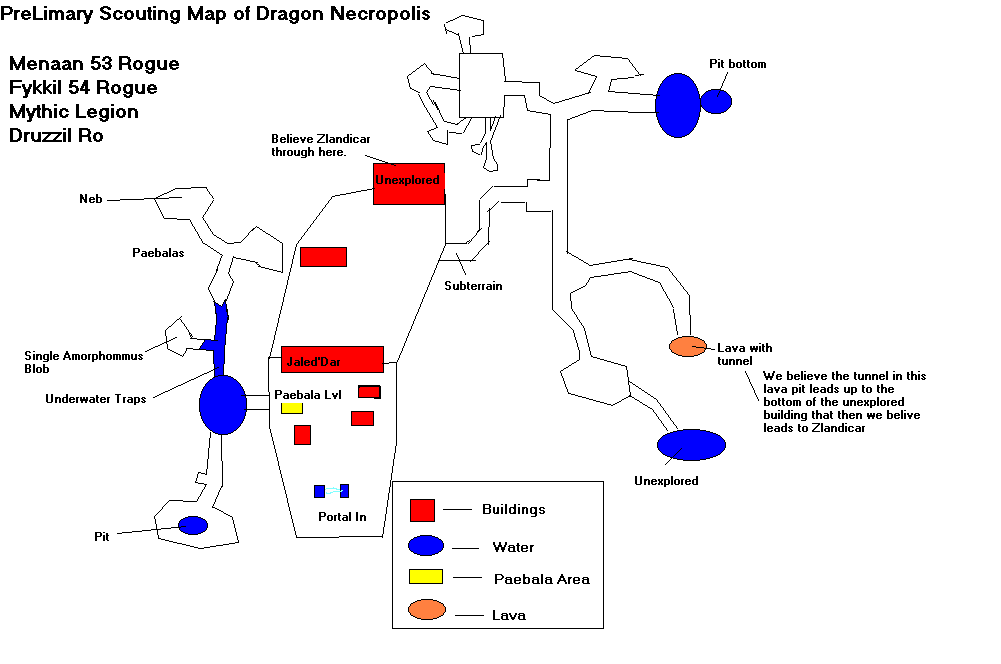 PreLimary Scouting Map of Dragon Necropolis
Menaan 53 Rogue
Fykkil 54 Rogue
Mythic Legion
Druzzil Ro
Pit bottom
Believe Zlandicar
through here.
Unexplored
Neb
Paebalas
Subterrain
Single Amorphommus
Blob
Underwater Traps
Jaled'Dar
Paebala Lvl
Lava with
tunnel
We believe the tunnel in this
lava pit leads up to the
bottom of the unexplored
building that then we belive
leads to Zlandicar
Unexplored
Portal In
Pit
Buildings
Water
Paebala Area
Lava